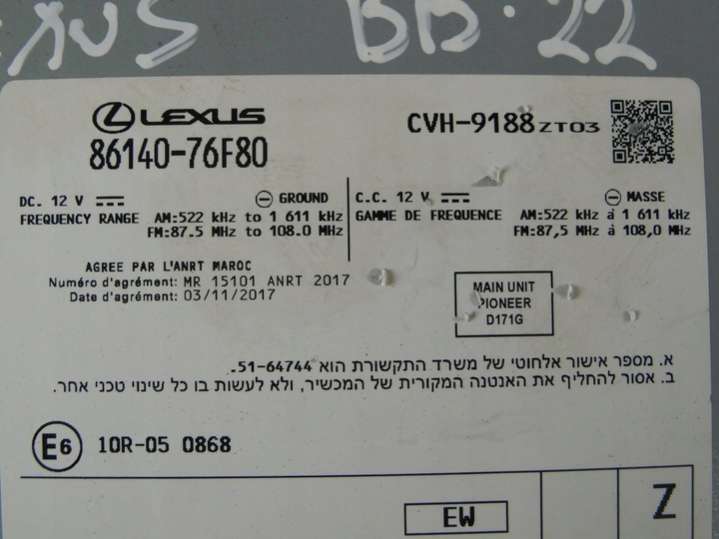 XUS BB·22
LEXUS
86140-76F80
CVH-9188 ZT03
DC. 12 V ⊖ GROUND
FREQUENCY RANGE AM:522 kHz to 1 611 kHz
FM:87.5 MHz to 108.0 MHz
C.C. 12 V ⊖ MASSE
GAMME DE FREQUENCE AM:522 kHz à 1 611 kHz
FM:87,5 MHz à 108,0 MHz
AGREE PAR L'ANRT MAROC
Numéro d'agrément: MR 15101 ANRT 2017
Date d'agrément: 03/11/2017
MAIN UNIT
PIONEER
D171G
א. מספר אישור אלחוטי של משרד התקשורת הוא 51-64744.
ב. אסור להחליף את האנטנה המקורית של המכשיר, ולא לעשות בו כל שינוי טכני אחר.
E6 10R-05 0868
EW
Z